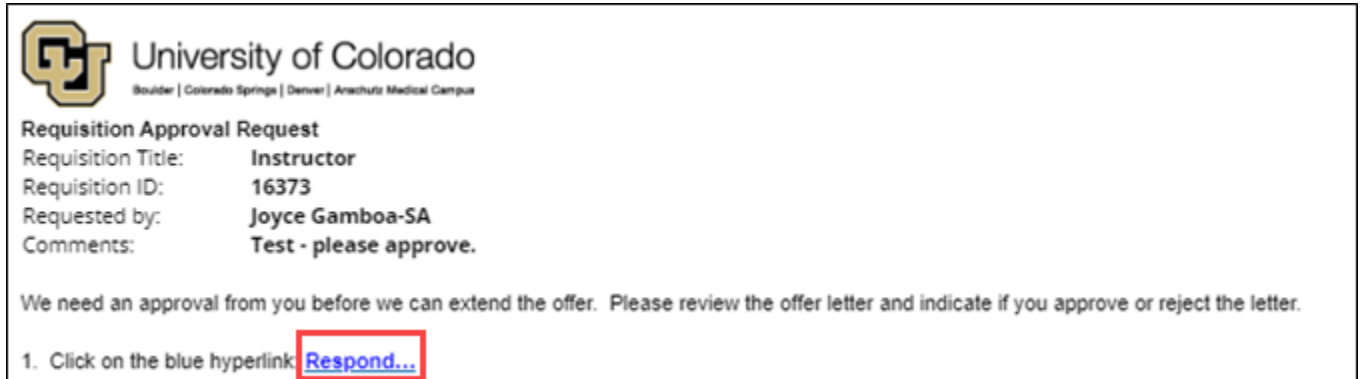 CU
University of Colorado
Boulder | Colorado Springs | Denver | Anschutz Medical Campus
Requisition Approval Request
Requisition Title: Instructor
Requisition ID: 16373
Requested by: Joyce Gamboa-SA
Comments: Test - please approve.
We need an approval from you before we can extend the offer. Please review the offer letter and indicate if you approve or reject the letter.
1. Click on the blue hyperlink: Respond...